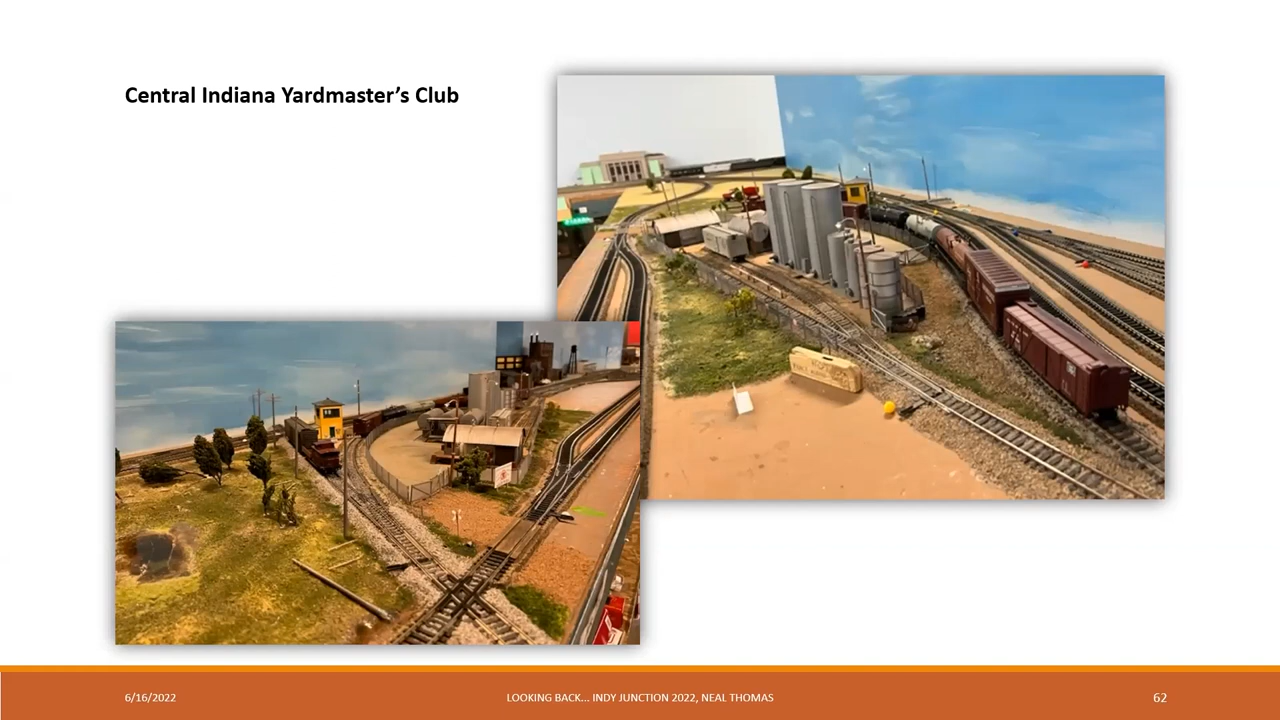 Central Indiana Yardmaster’s Club
6/16/2022
LOOKING BACK... INDY JUNCTION 2022, NEAL THOMAS
62